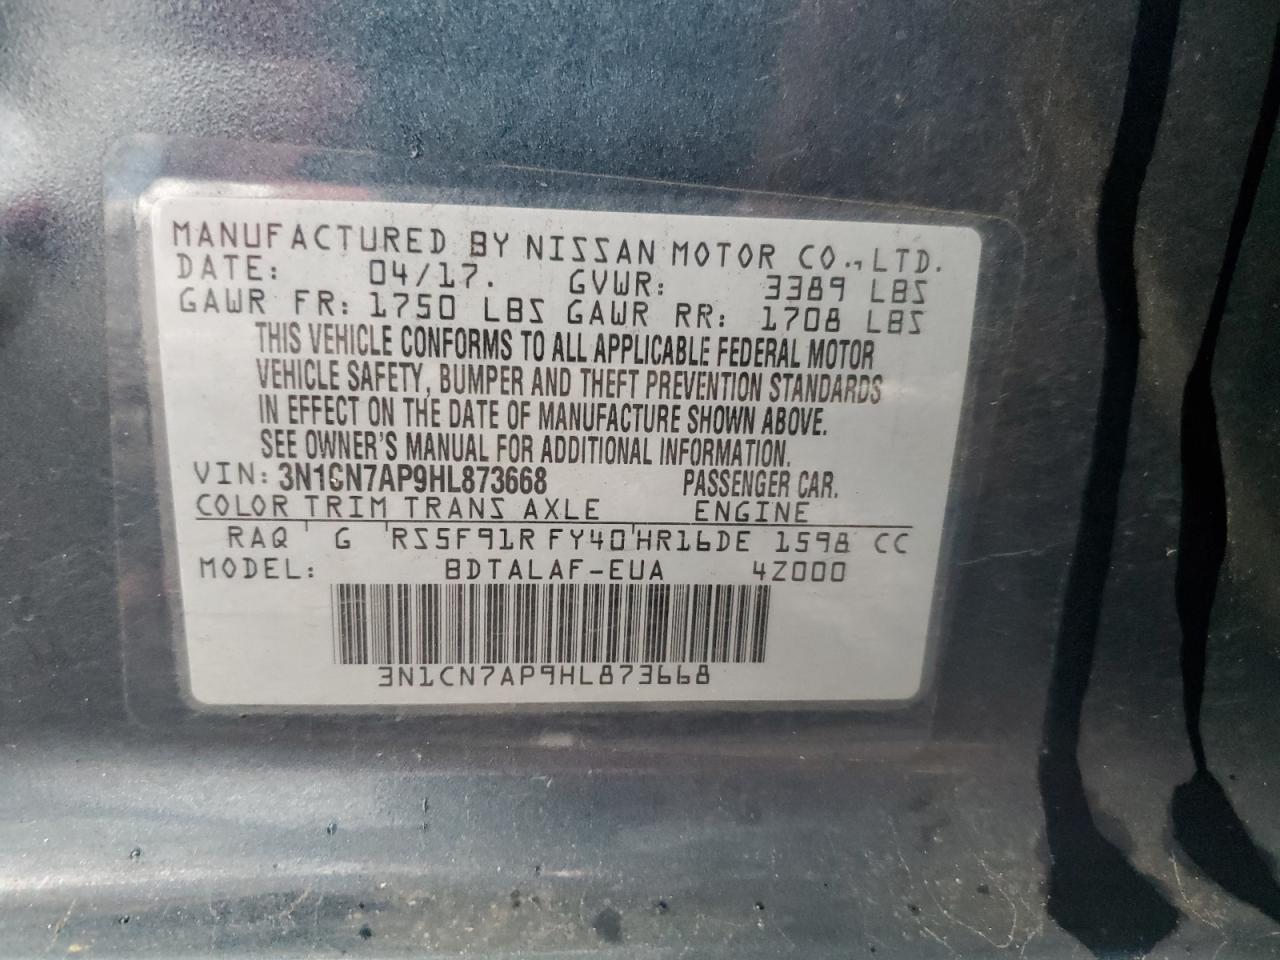 MANUFACTURED BY NISSAN MOTOR CO., LTD.
DATE: 04/17. GVWR: 3389 LBS
GAWR FR: 1750 LBS GAWR RR: 1708 LBS
THIS VEHICLE CONFORMS TO ALL APPLICABLE FEDERAL MOTOR
VEHICLE SAFETY, BUMPER AND THEFT PREVENTION STANDARDS
IN EFFECT ON THE DATE OF MANUFACTURE SHOWN ABOVE.
SEE OWNER'S MANUAL FOR ADDITIONAL INFORMATION.
VIN: 3N1CN7AP9HL873668 PASSENGER CAR.
COLOR TRIM TRANS AXLE ENGINE
RAQ G RS5F91R FY40 HR16DE 1598 CC
MODEL: BDTALAF-EUA 4Z000
3N1CN7AP9HL873668